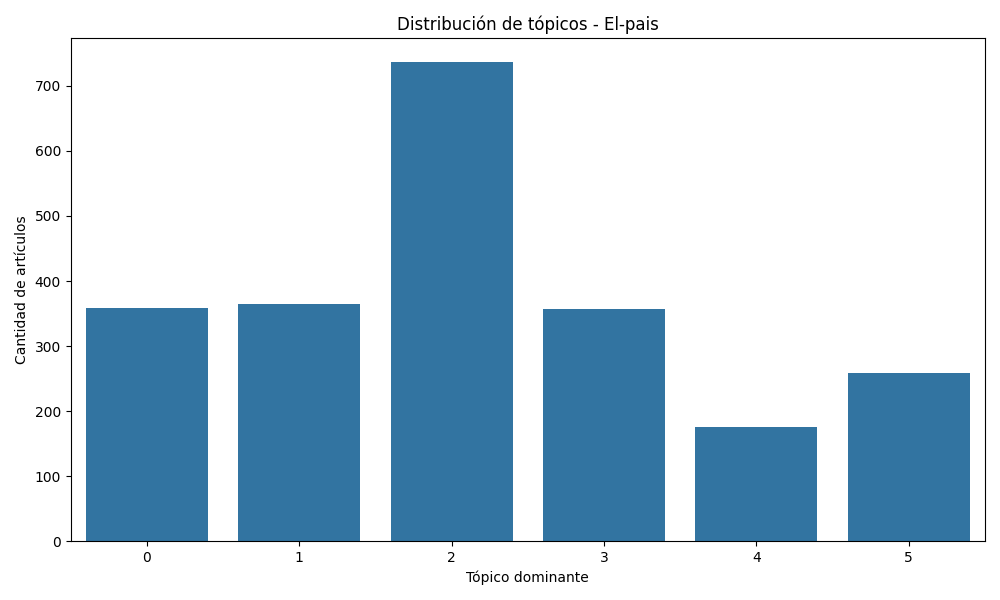 Distribución de tópicos - El-pais
Cantidad de artículos
700
600
500
400
300
200
100
0
0 1 2 3 4 5
Tópico dominante